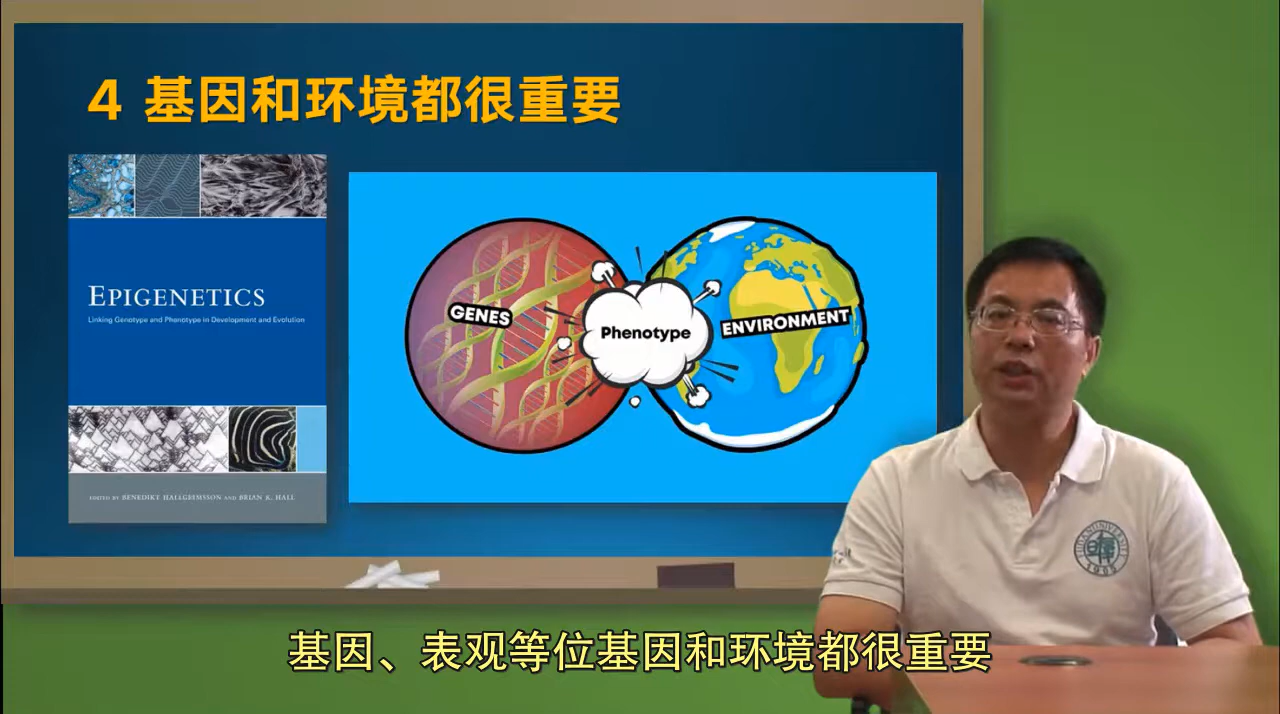 4 基因和环境都很重要
EPIGENETICS
Linking Genotype and Phenotype in Development and Evolution
EDITED BY BENEDIKT HALLGRÍMSSON AND BRIAN K. HALL
GENES
Phenotype
ENVIRONMENT
基因、表观等位基因和环境都很重要